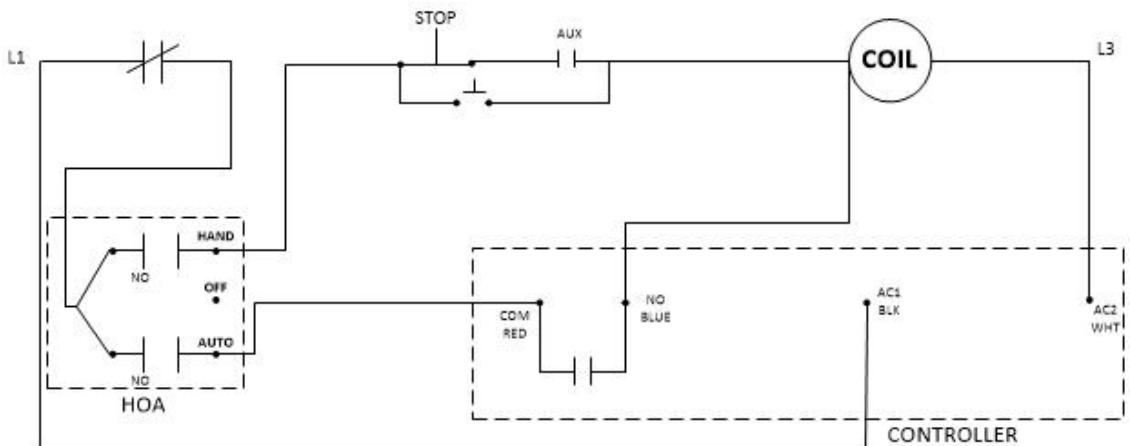 STOP
L1
AUX
COIL
L3
HAND
NO
OFF
COM
RED
NO
BLUE
AC1
BLK
AC2
WHT
AUTO
NO
HOA
CONTROLLER